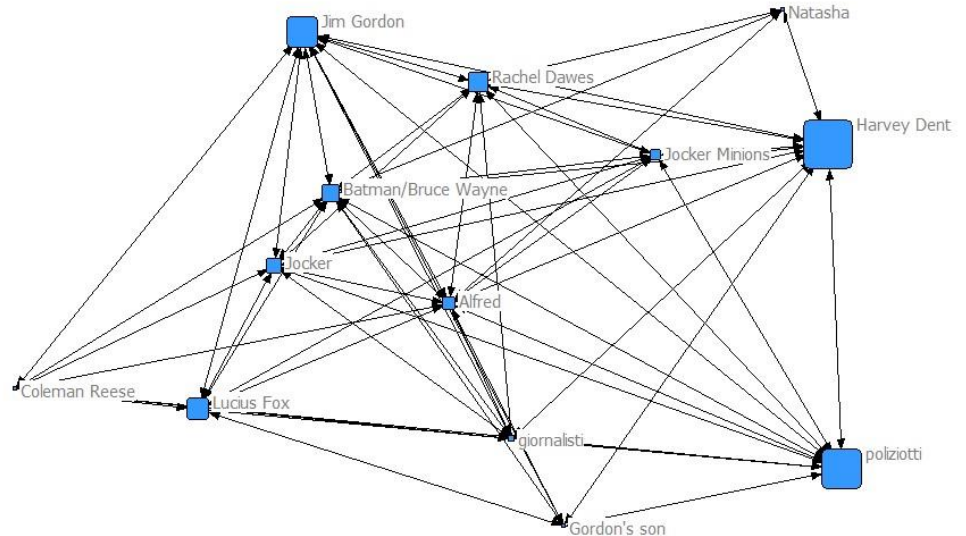 Natasha
Jim Gordon
Rachel Dawes
Harvey Dent
Jocker Minions
Batman/Bruce Wayne
Jocker
Alfred
Coleman Reese
Lucius Fox
giornalisti
poliziotti
Gordon's son